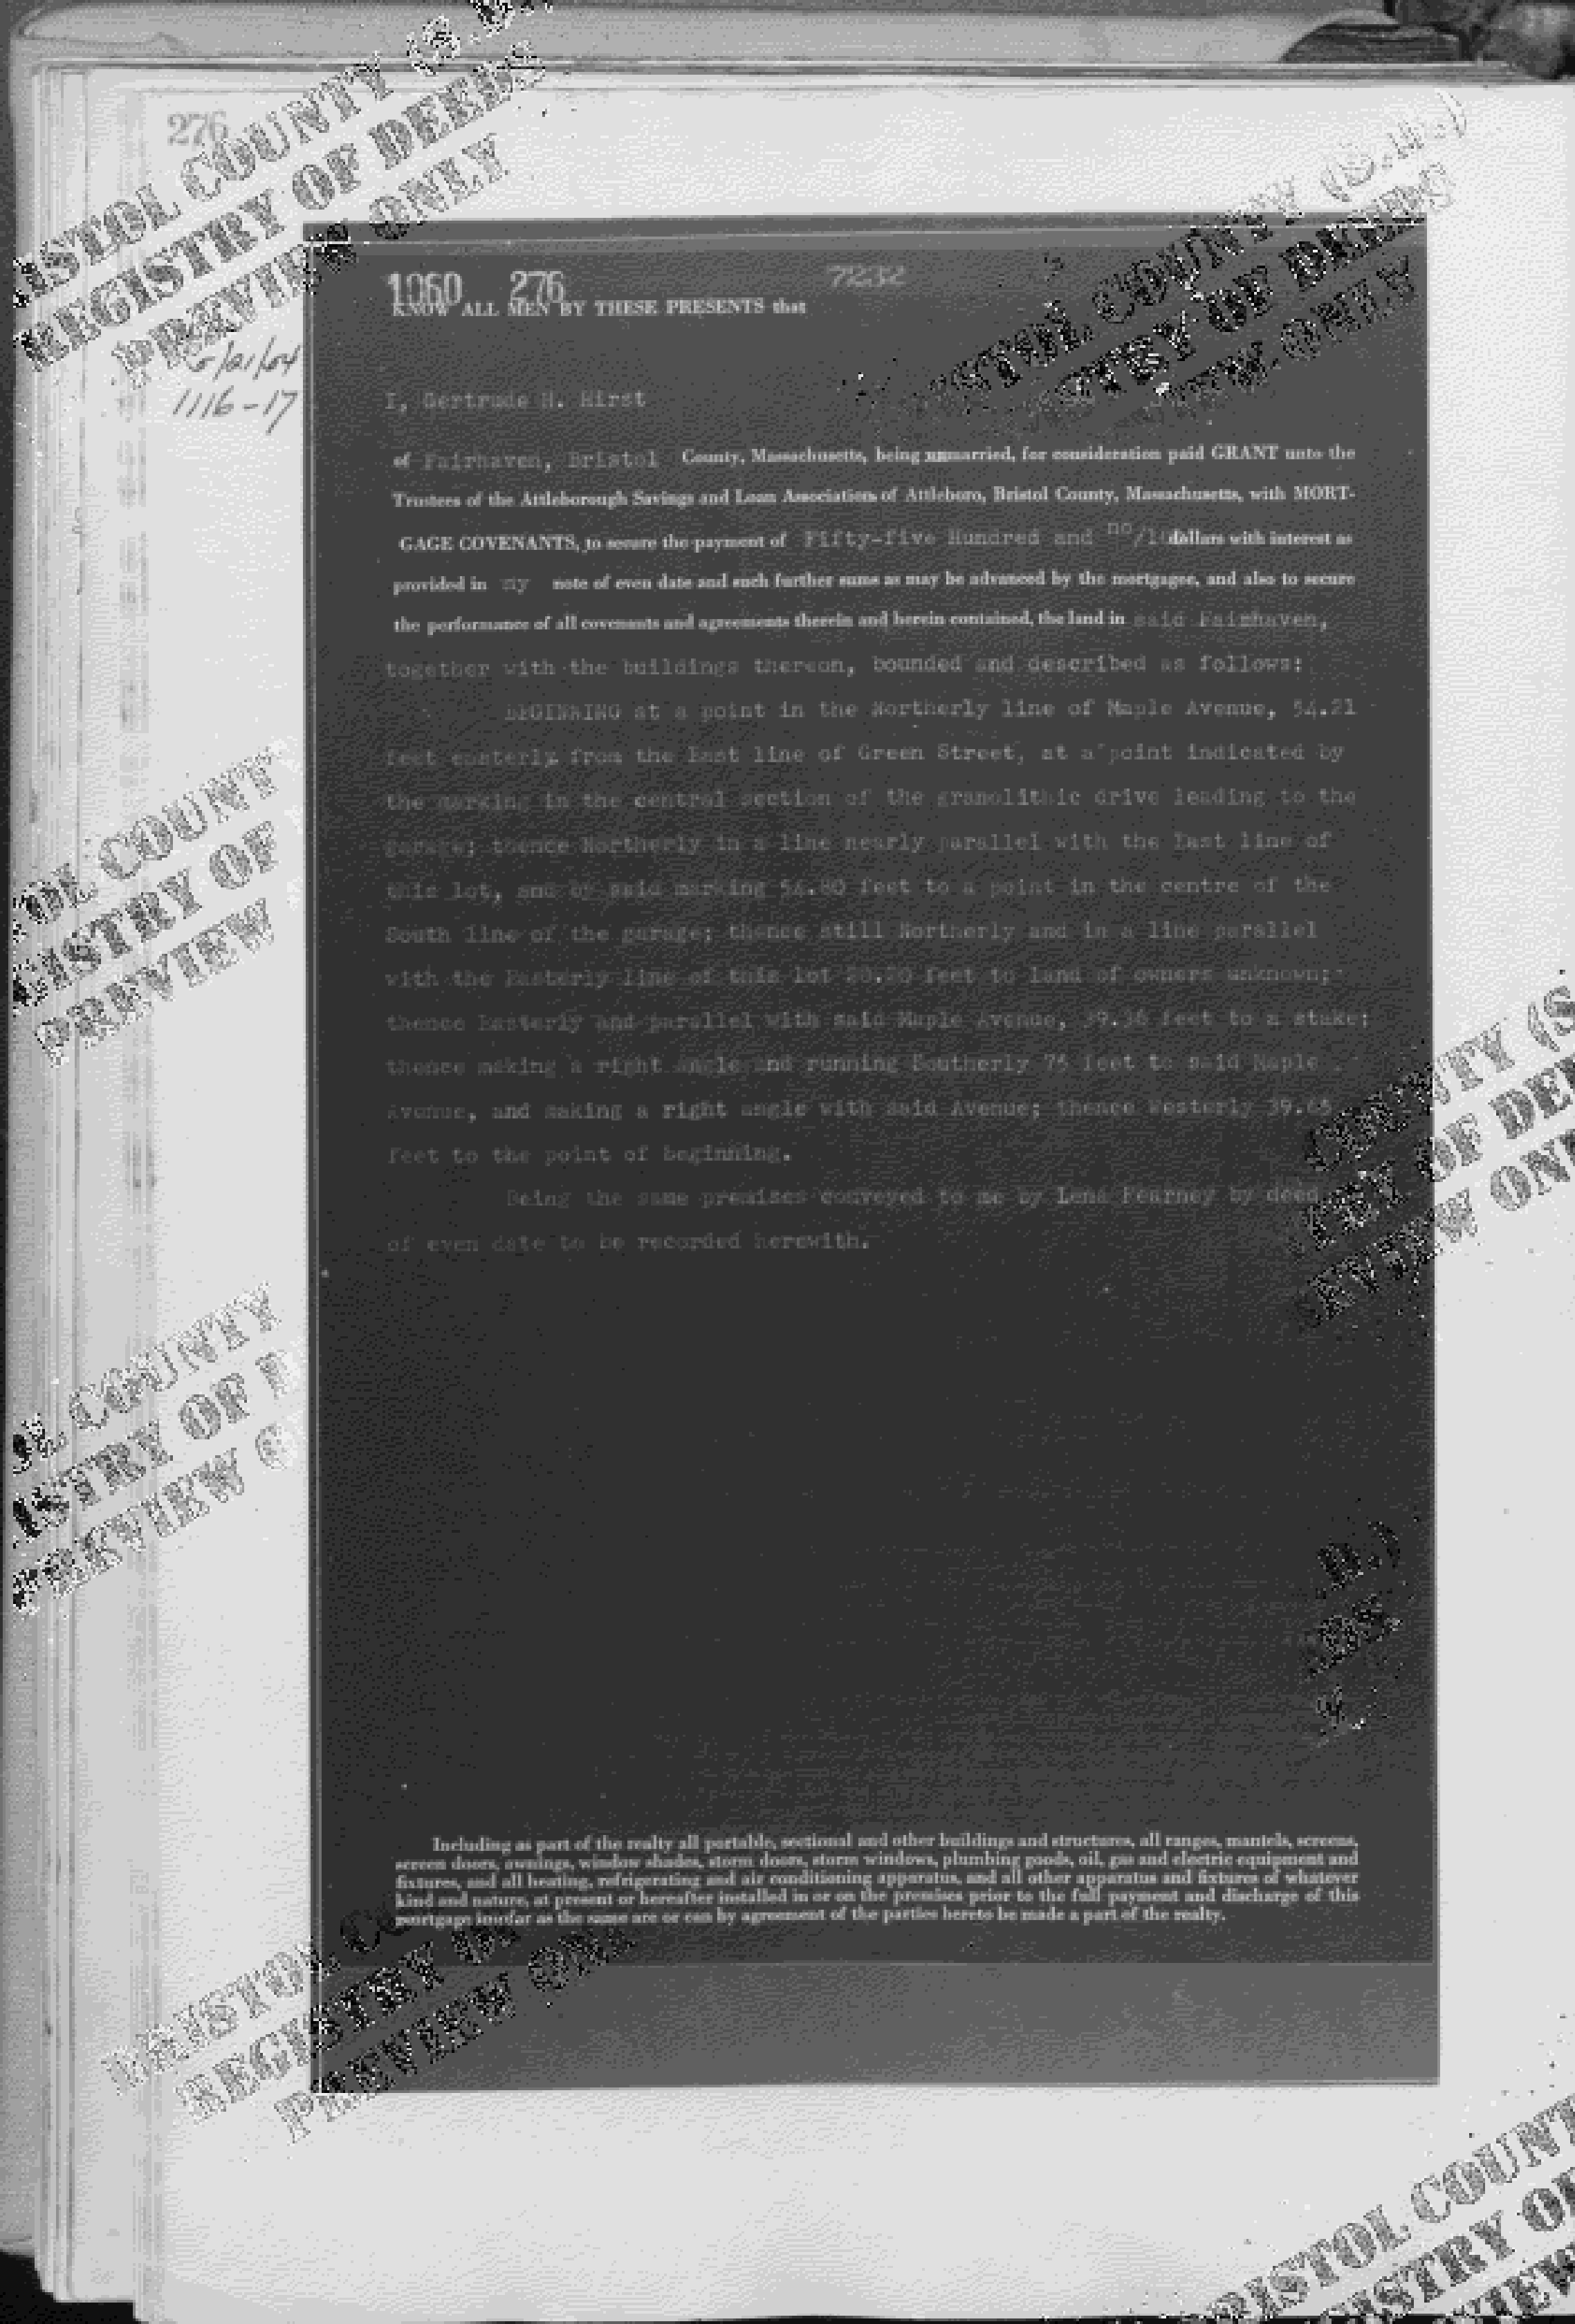 276
1116-17
1060 276 7232
KNOW ALL MEN BY THESE PRESENTS that
I, Gertrude H. Hirst
of Fairhaven, Bristol County, Massachusetts, being unmarried, for consideration paid GRANT unto the
Trustees of the Attleborough Savings and Loan Association of Attleboro, Bristol County, Massachusetts, with MORT-
GAGE COVENANTS, to secure the payment of Fifty-five Hundred and no/100 dollars with interest as
provided in my note of even date and such further sums as may be advanced by the mortgagee, and also to secure
the performance of all covenants and agreements therein and herein contained, the land in said Fairhaven,
together with the buildings thereon, bounded and described as follows:
BEGINNING at a point in the Northerly line of Maple Avenue, 54.21
feet easterly from the East line of Green Street, at a point indicated by
the marking in the central section of the granolithic drive leading to the
garage; thence Northerly in a line nearly parallel with the East line of
this lot, and by said marking 54.80 feet to a point in the centre of the
South line of the garage; thence still Northerly and in a line parallel
with the Easterly line of this lot feet to land of owners unknown;
thence Easterly and parallel with said Maple Avenue, 39.36 feet to a stake;
thence making a right angle and running Southerly 75 feet to said Maple
Avenue, and making a right angle with said Avenue; thence Westerly 39.65
feet to the point of beginning.
Being the same premises conveyed to me by Lena Fearney by deed
of even date to be recorded herewith.
Including as part of the realty all portable, sectional and other buildings and structures, all ranges, mantels, screens,
screen doors, awnings, window shades, storm doors, storm windows, plumbing goods, oil, gas and electric equipment and
fixtures, and all heating, refrigerating and air conditioning apparatus, and all other apparatus and fixtures of whatever
kind and nature, at present or hereafter installed in or on the premises prior to the full payment and discharge of this
mortgage insofar as the same are or can by agreement of the parties hereto be made a part of the realty.
BRISTOL COUNTY (S.D.)
REGISTRY OF DEEDS
PREVIEW ONLY